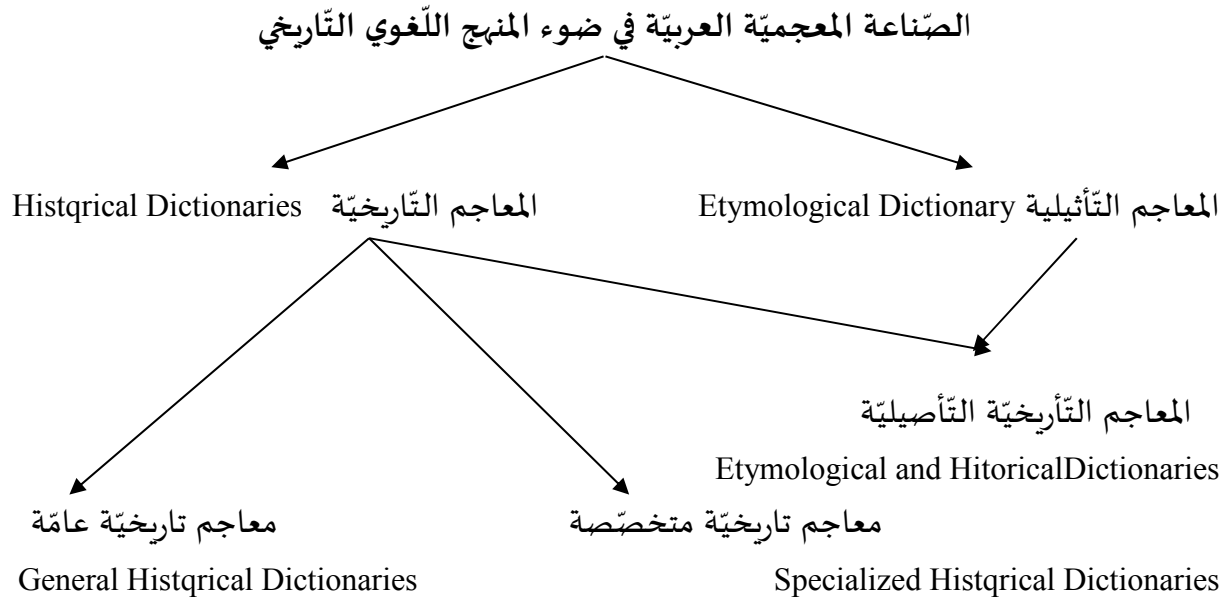 الصّناعة المعجميّة العربيّة في ضوء المنهج اللّغوي التّاريخي
المعاجم التّأثيلية Etymological Dictionary
المعاجم التّاريخيّة Histqrical Dictionaries
المعاجم التّأريخيّة التّأصيليّة
Etymological and HitoricalDictionaries
معاجم تاريخيّة متخصّصة
Specialized Histqrical Dictionaries
معاجم تاريخيّة عامّة
General Histqrical Dictionaries